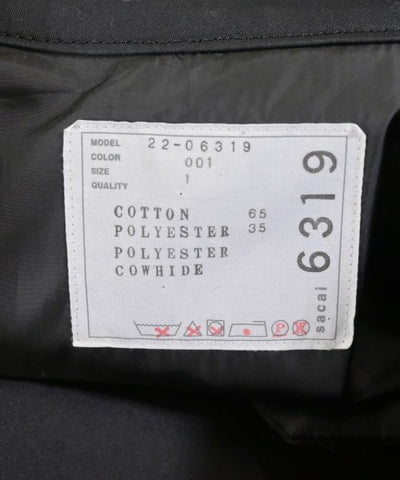 MODEL 22-06319
COLOR 001
SIZE 1
QUALITY
COTTON 65
POLYESTER 35
POLYESTER
COWHIDE
P W
sacai 6319